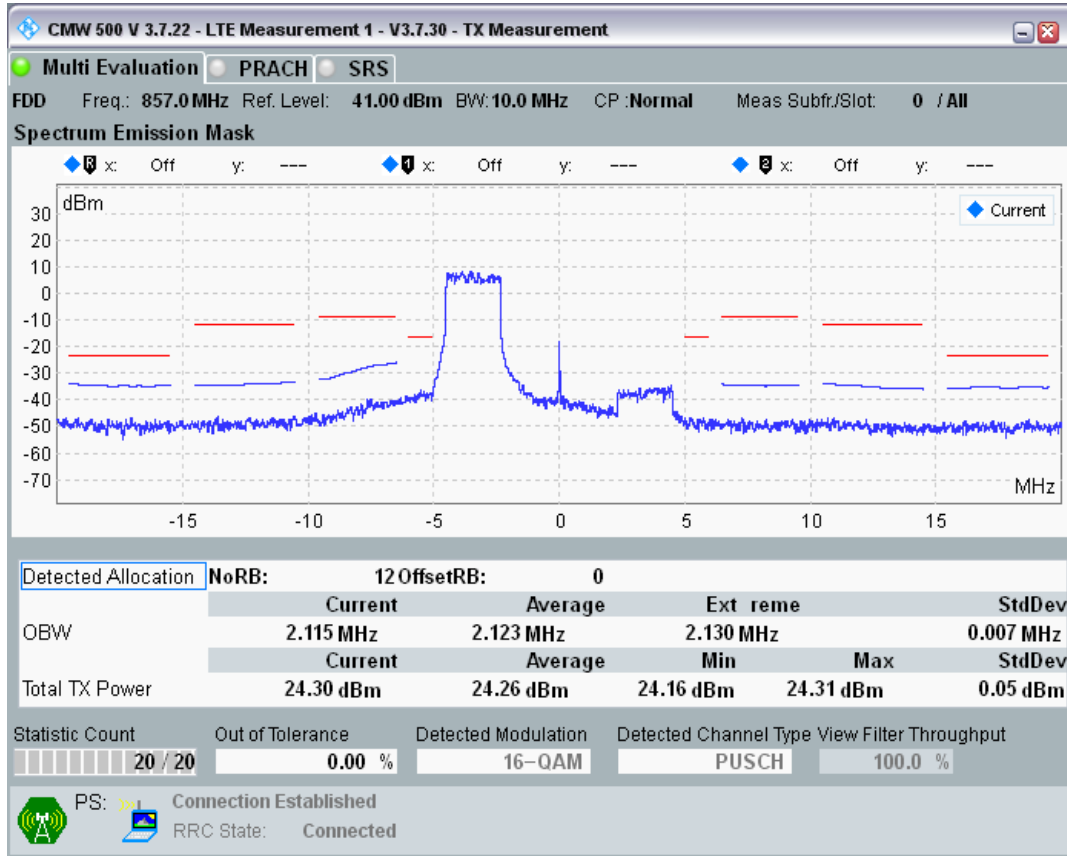 CMW 500 V 3.7.22 - LTE Measurement 1 - V3.7.30 - TX Measurement
Multi Evaluation PRACH SRS
FDD Freq.: 857.0 MHz Ref. Level: 41.00 dBm BW: 10.0 MHz CP :Normal Meas Subfr./Slot: 0 / All
Spectrum Emission Mask
R x: Off y: --- 1 x: Off y: --- 2 x: Off y: ---
dBm
Current
30
20
10
0
-10
-20
-30
-40
-50
-60
-70
MHz
-15 -10 -5 0 5 10 15
Detected Allocation NoRB: 12 OffsetRB: 0
Current Average Ext reme StdDev
OBW 2.115 MHz 2.123 MHz 2.130 MHz 0.007 MHz
Current Average Min Max StdDev
Total TX Power 24.30 dBm 24.26 dBm 24.16 dBm 24.31 dBm 0.05 dBm
Statistic Count Out of Tolerance Detected Modulation Detected Channel Type View Filter Throughput
20 / 20 0.00 % 16-QAM PUSCH 100.0 %
PS: Connection Established
RRC State: Connected